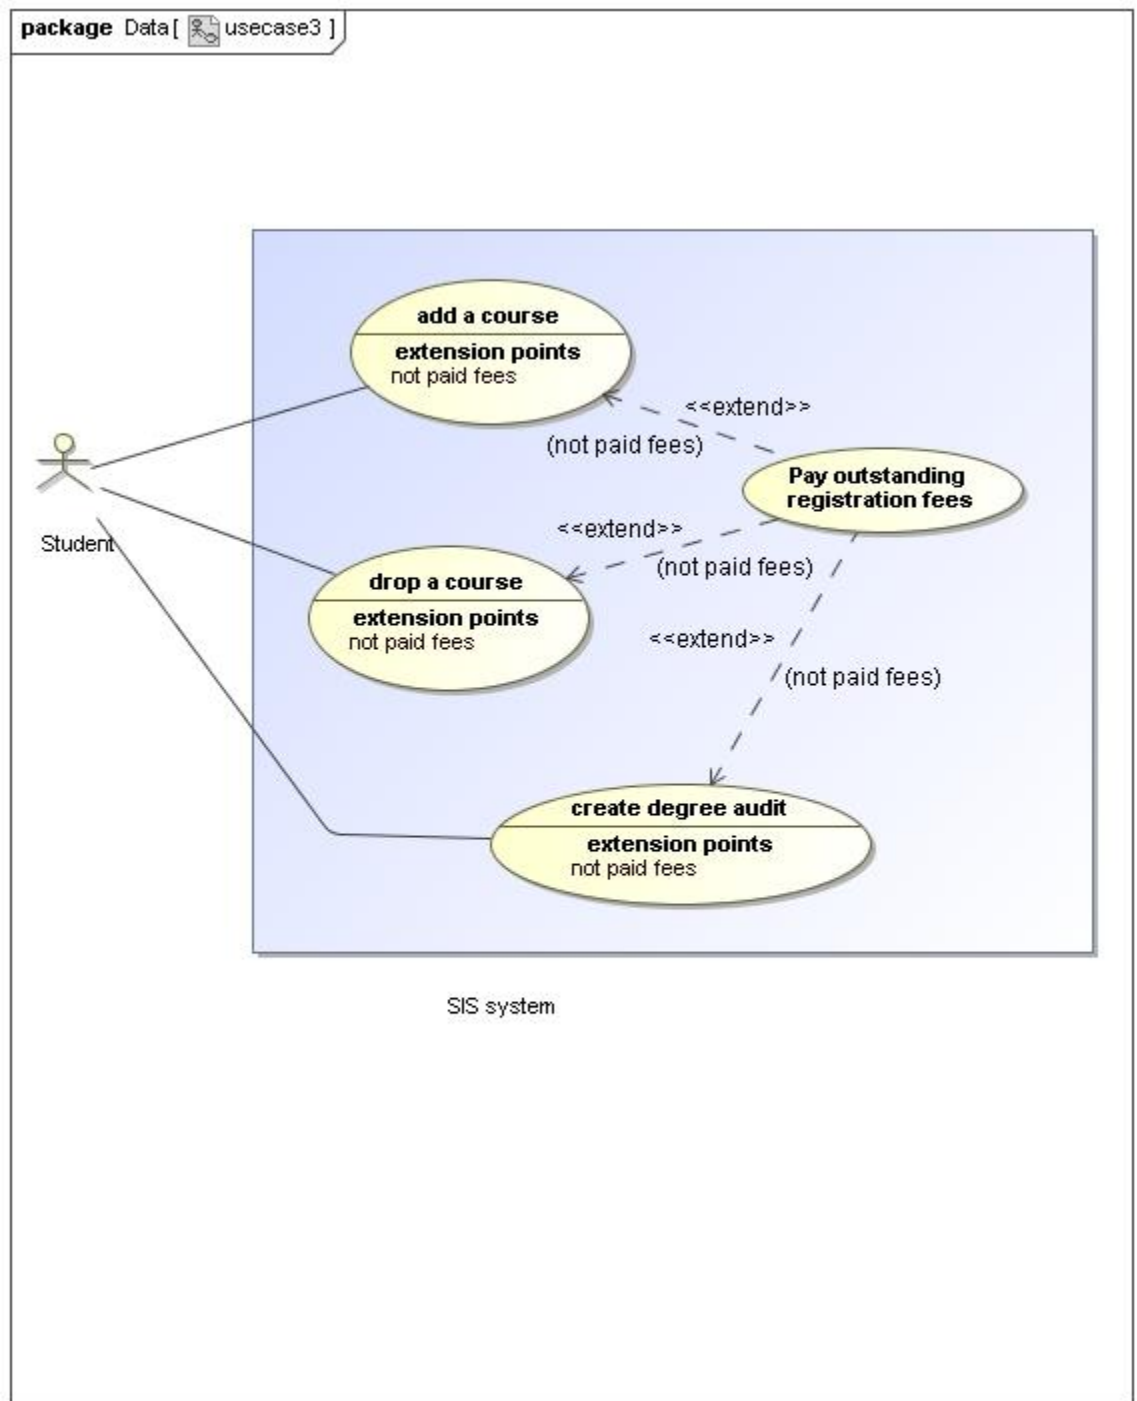 package Data[ usecase3 ]
add a course
extension points
not paid fees
<<extend>>
(not paid fees)
Pay outstanding
registration fees
Student
<<extend>>
(not paid fees)
drop a course
extension points
not paid fees
<<extend>>
(not paid fees)
create degree audit
extension points
not paid fees
SIS system